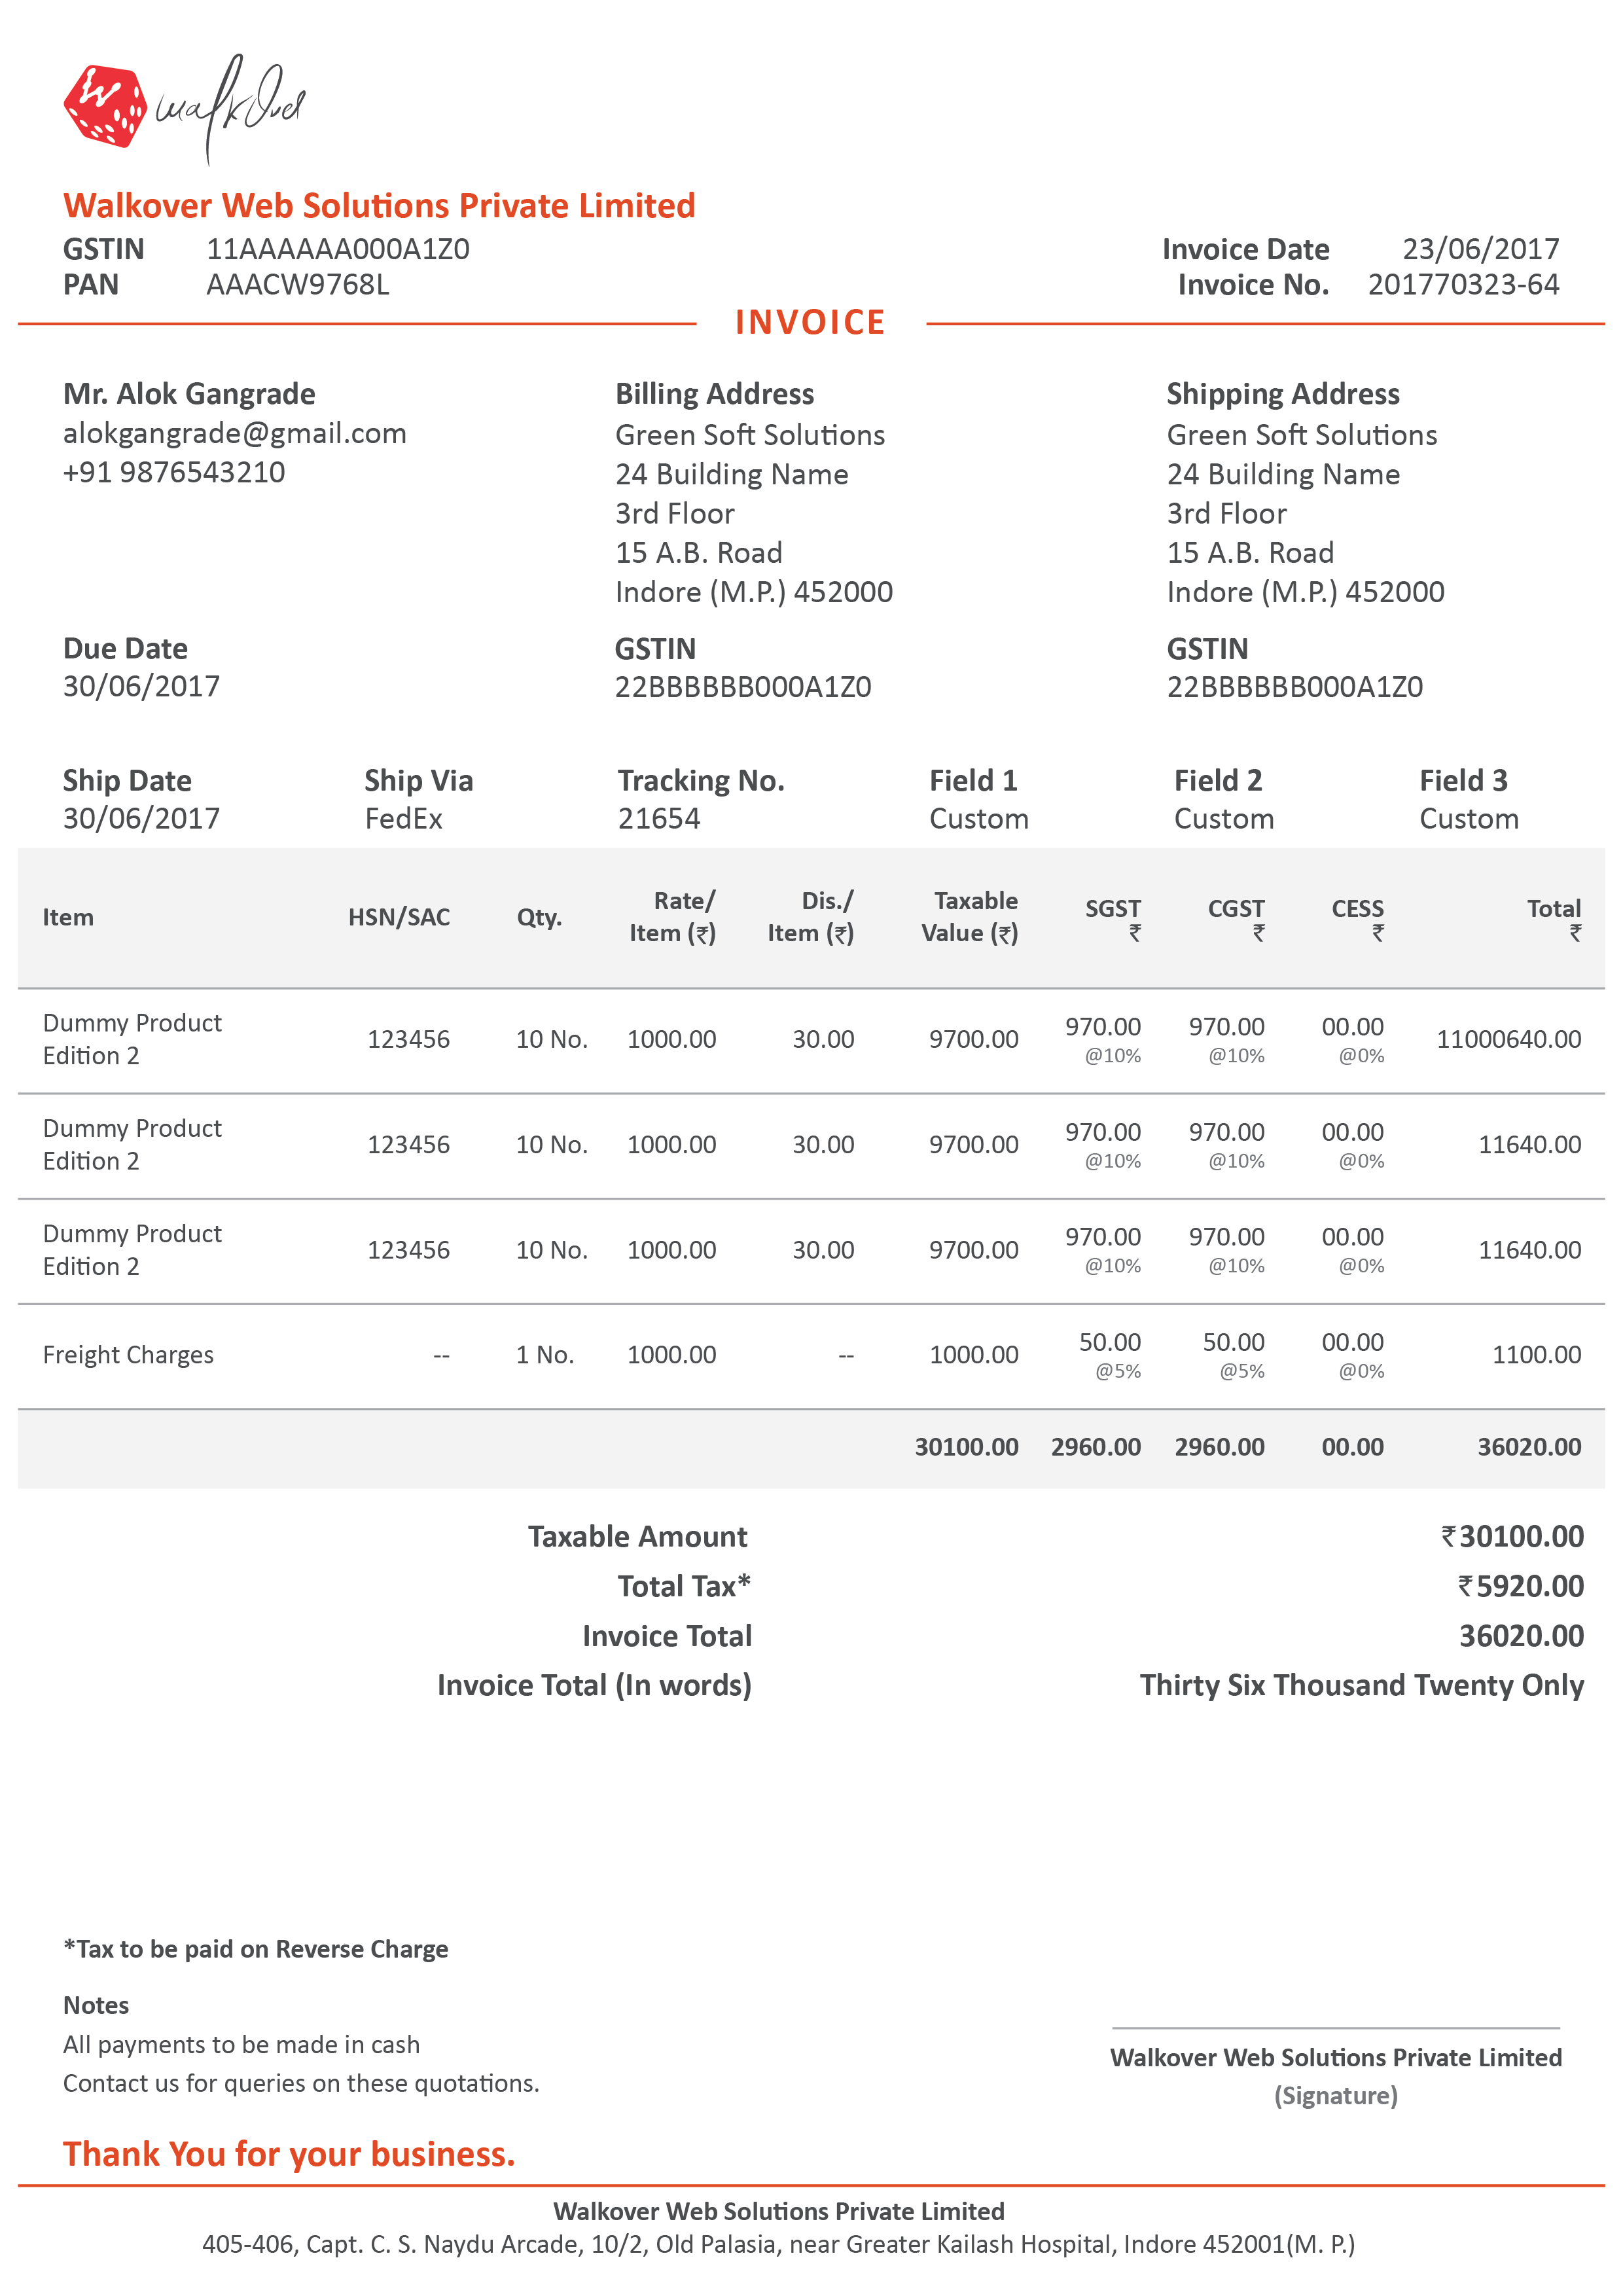 W walkover
Walkover Web Solutions Private Limited
GSTIN 11AAAAAA000A1Z0
PAN AAACW9768L
Invoice Date 23/06/2017
Invoice No. 201770323-64
INVOICE
Mr. Alok Gangrade
alokgangrade@gmail.com
+91 9876543210
Billing Address
Green Soft Solutions
24 Building Name
3rd Floor
15 A.B. Road
Indore (M.P.) 452000
Shipping Address
Green Soft Solutions
24 Building Name
3rd Floor
15 A.B. Road
Indore (M.P.) 452000
Due Date
30/06/2017
GSTIN
22BBBBBB000A1Z0
GSTIN
22BBBBBB000A1Z0
Ship Date Ship Via Tracking No. Field 1 Field 2 Field 3
30/06/2017 FedEx 21654 Custom Custom Custom
Item HSN/SAC Qty. Rate/ Item (₹) Dis./ Item (₹) Taxable Value (₹) SGST ₹ CGST ₹ CESS ₹ Total ₹
Dummy Product Edition 2 123456 10 No. 1000.00 30.00 9700.00 970.00 @10% 970.00 @10% 00.00 @0% 11000640.00
Dummy Product Edition 2 123456 10 No. 1000.00 30.00 9700.00 970.00 @10% 970.00 @10% 00.00 @0% 11640.00
Dummy Product Edition 2 123456 10 No. 1000.00 30.00 9700.00 970.00 @10% 970.00 @10% 00.00 @0% 11640.00
Freight Charges -- 1 No. 1000.00 -- 1000.00 50.00 @5% 50.00 @5% 00.00 @0% 1100.00
30100.00 2960.00 2960.00 00.00 36020.00
Taxable Amount ₹30100.00
Total Tax* ₹5920.00
Invoice Total 36020.00
Invoice Total (In words) Thirty Six Thousand Twenty Only
*Tax to be paid on Reverse Charge
Notes
All payments to be made in cash
Contact us for queries on these quotations.
Walkover Web Solutions Private Limited
(Signature)
Thank You for your business.
Walkover Web Solutions Private Limited
405-406, Capt. C. S. Naydu Arcade, 10/2, Old Palasia, near Greater Kailash Hospital, Indore 452001(M. P.)